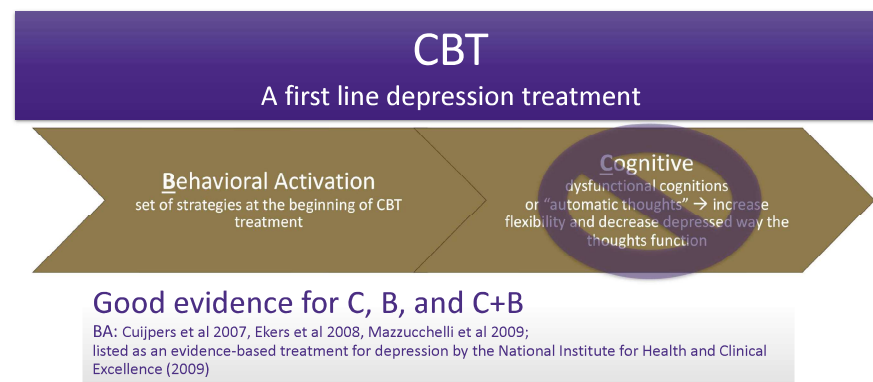 CBT
A first line depression treatment
Behavioral Activation
set of strategies at the beginning of CBT
treatment
Cognitive
dysfunctional cognitions
or “automatic thoughts” → increase
flexibility and decrease depressed way the
thoughts function
Good evidence for C, B, and C+B
BA: Cuijpers et al 2007, Ekers et al 2008, Mazzucchelli et al 2009;
listed as an evidence-based treatment for depression by the National Institute for Health and Clinical
Excellence (2009)